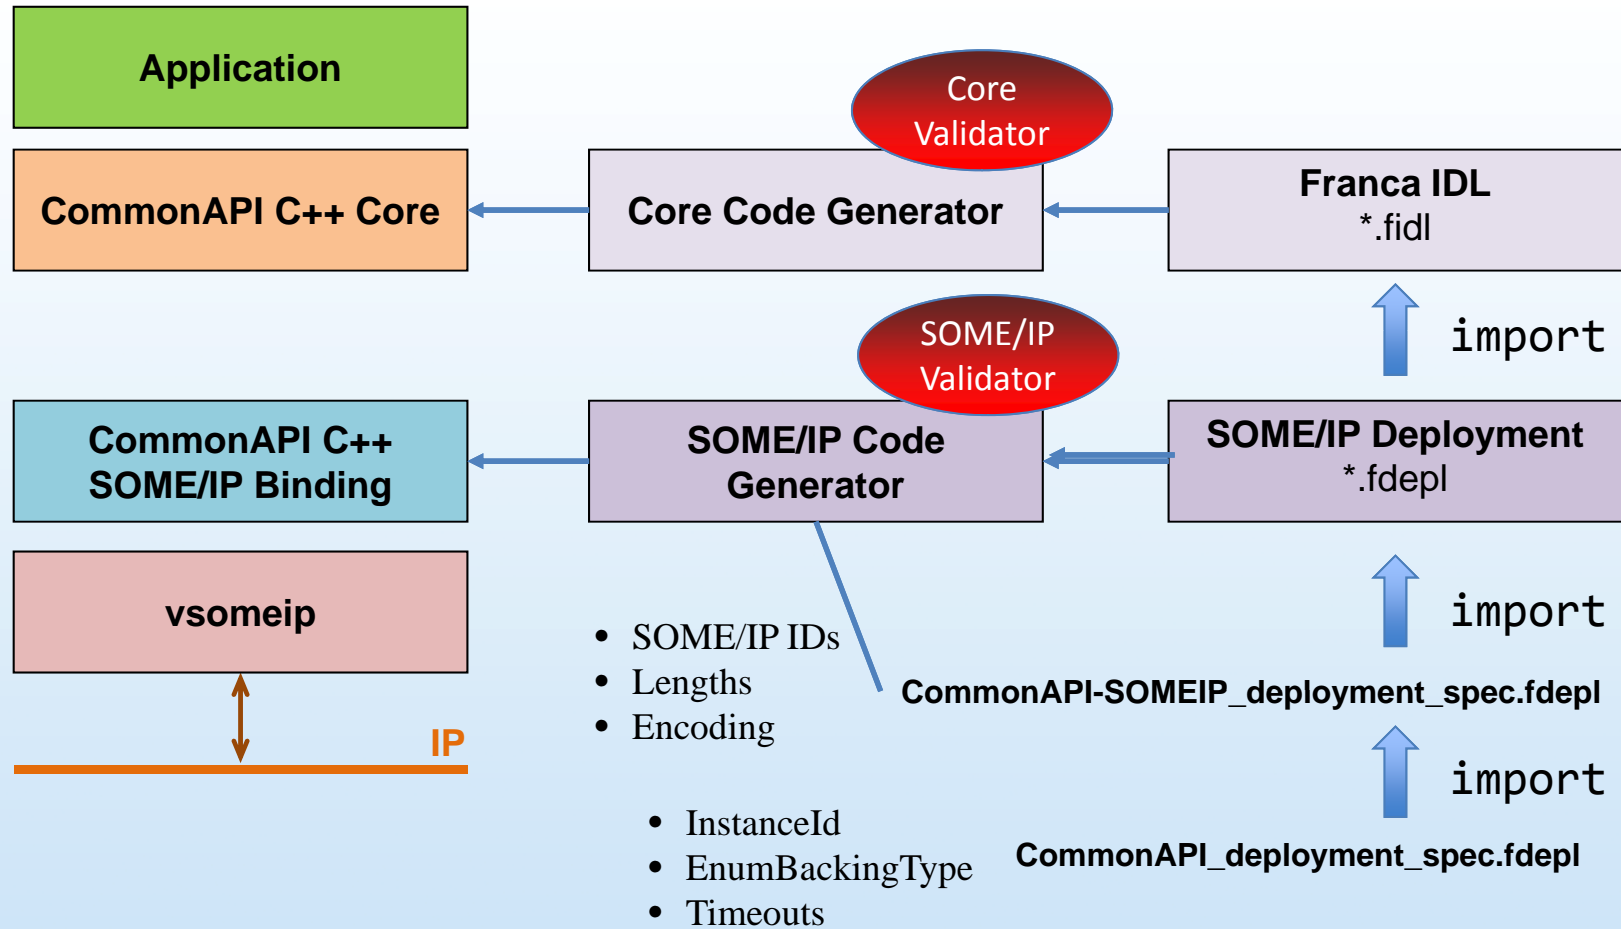 Application
Core
Validator
CommonAPI C++ Core
Core Code Generator
Franca IDL
*.fidl
import
SOME/IP
Validator
CommonAPI C++
SOME/IP Binding
SOME/IP Code
Generator
SOME/IP Deployment
*.fdepl
import
vsomeip
IP
• SOME/IP IDs
• Lengths
• Encoding
CommonAPI-SOMEIP_deployment_spec.fdepl
import
• InstanceId
• EnumBackingType
• Timeouts
CommonAPI_deployment_spec.fdepl